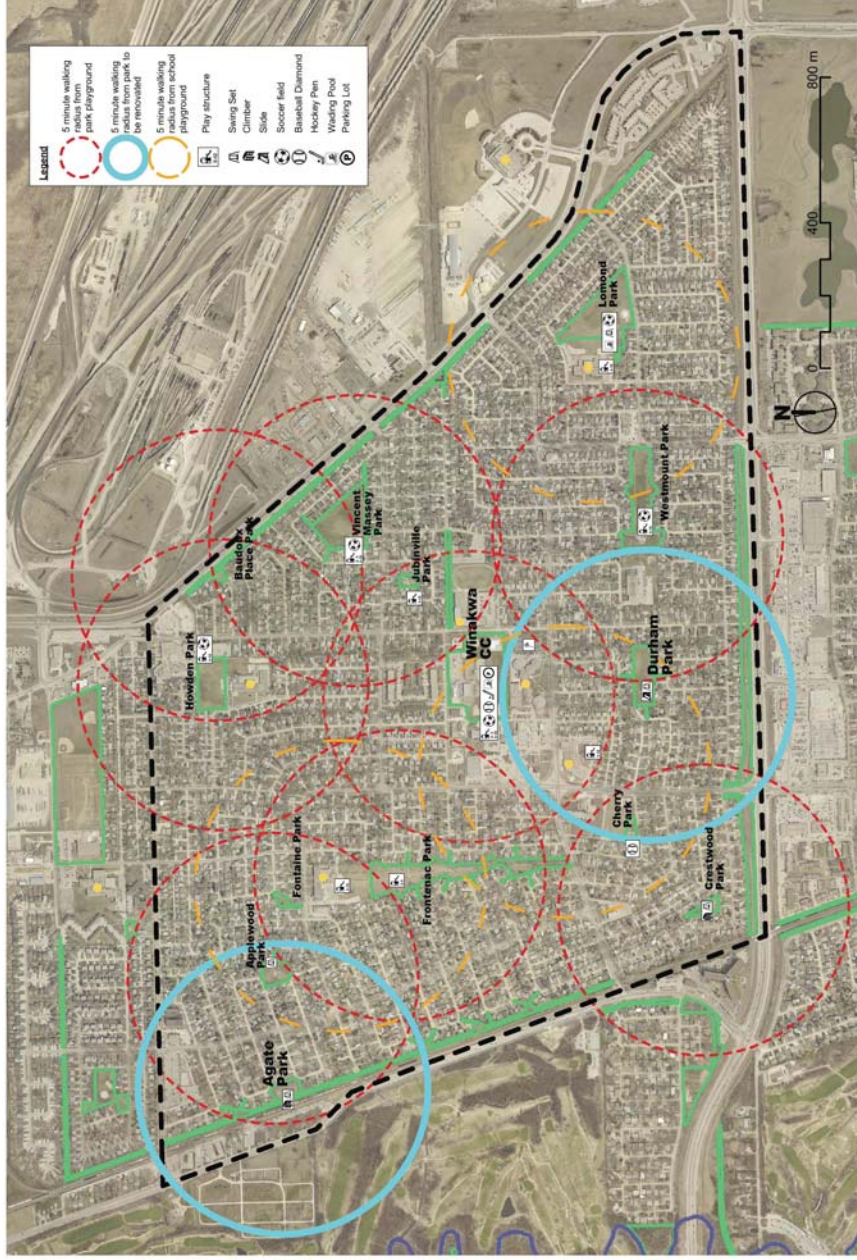 Legend
5 minute walking
radius from
park playground
5 minute walking
radius from park to
be renovated
5 minute walking
radius from school
playground
Play structure
Swing Set
Climber
Slide
Soccer field
Baseball Diamond
Hockey Pen
Wading Pool
P Parking Lot
Baudoux
Place Park
Howden Park
Vincent
Massey
Park
Jubinville
Park
Fontaine Park
Applewood
Park
Agate
Park
Frontenac Park
Winakwa
CC
P
Lomond
Park
Westmount Park
Durham
Park
Cherry
Park
Crestwood
Park
N
0 400 800 m